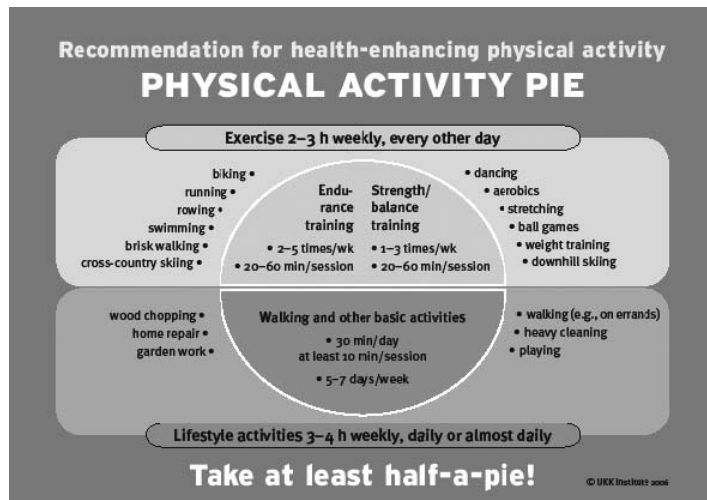 Recommendation for health-enhancing physical activity
PHYSICAL ACTIVITY PIE
Exercise 2–3 h weekly, every other day
biking •
running •
rowing •
swimming •
brisk walking •
cross-country skiing •
Endu-
rance
training
• 2–5 times/wk
• 20–60 min/session
Strength/
balance
training
• 1–3 times/wk
• 20–60 min/session
• dancing
• aerobics
• stretching
• ball games
• weight training
• downhill skiing
wood chopping •
home repair •
garden work •
Walking and other basic activities
• 30 min/day
at least 10 min/session
• 5–7 days/week
• walking (e.g., on errands)
• heavy cleaning
• playing
Lifestyle activities 3–4 h weekly, daily or almost daily
Take at least half-a-pie!
© UKK Institute 2006